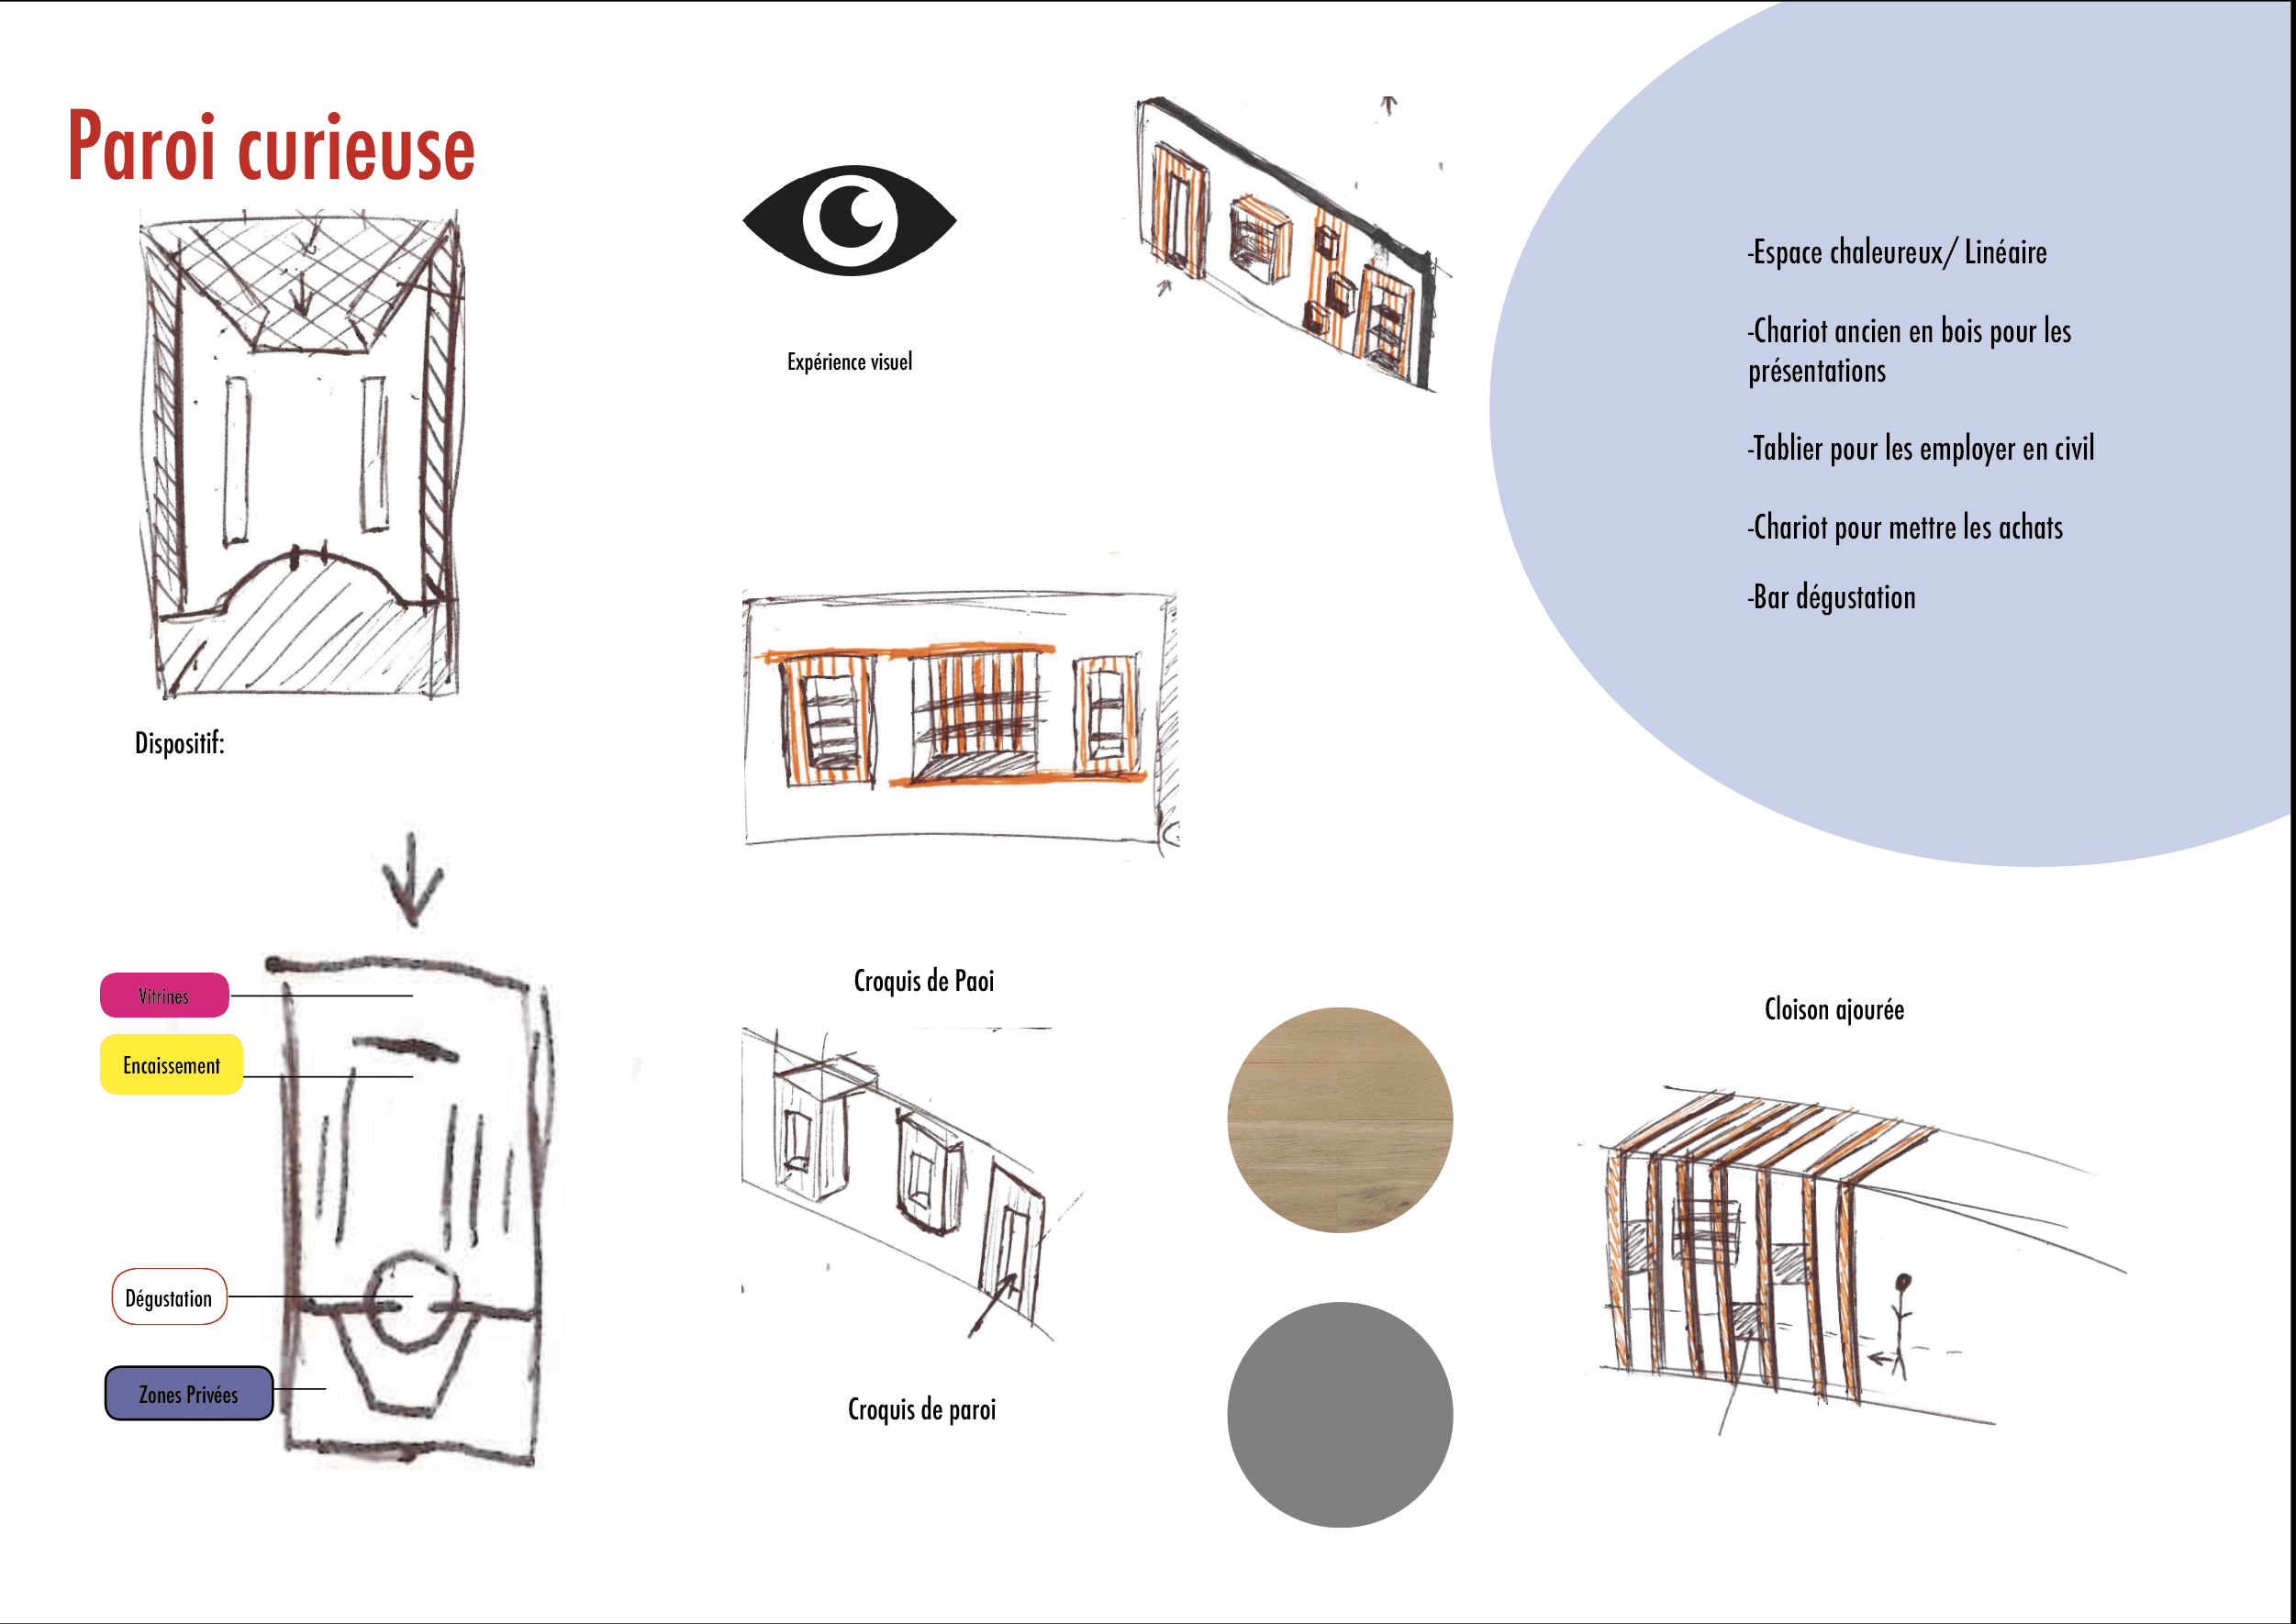 Paroi curieuse
Expérience visuel
-Espace chaleureux/ Linéaire
-Chariot ancien en bois pour les
présentations
-Tablier pour les employer en civil
-Chariot pour mettre les achats
-Bar dégustation
Dispositif:
Vitrines
Encaissement
Dégustation
Zones Privées
Croquis de Paoi
Croquis de paroi
Cloison ajourée